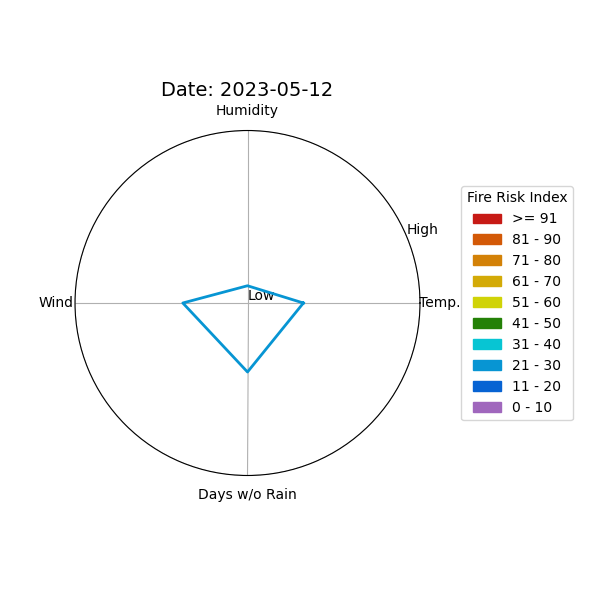 Date: 2023-05-12
Humidity
High
Low
Wind
Temp.
Days w/o Rain
Fire Risk Index
>= 91
81 - 90
71 - 80
61 - 70
51 - 60
41 - 50
31 - 40
21 - 30
11 - 20
0 - 10